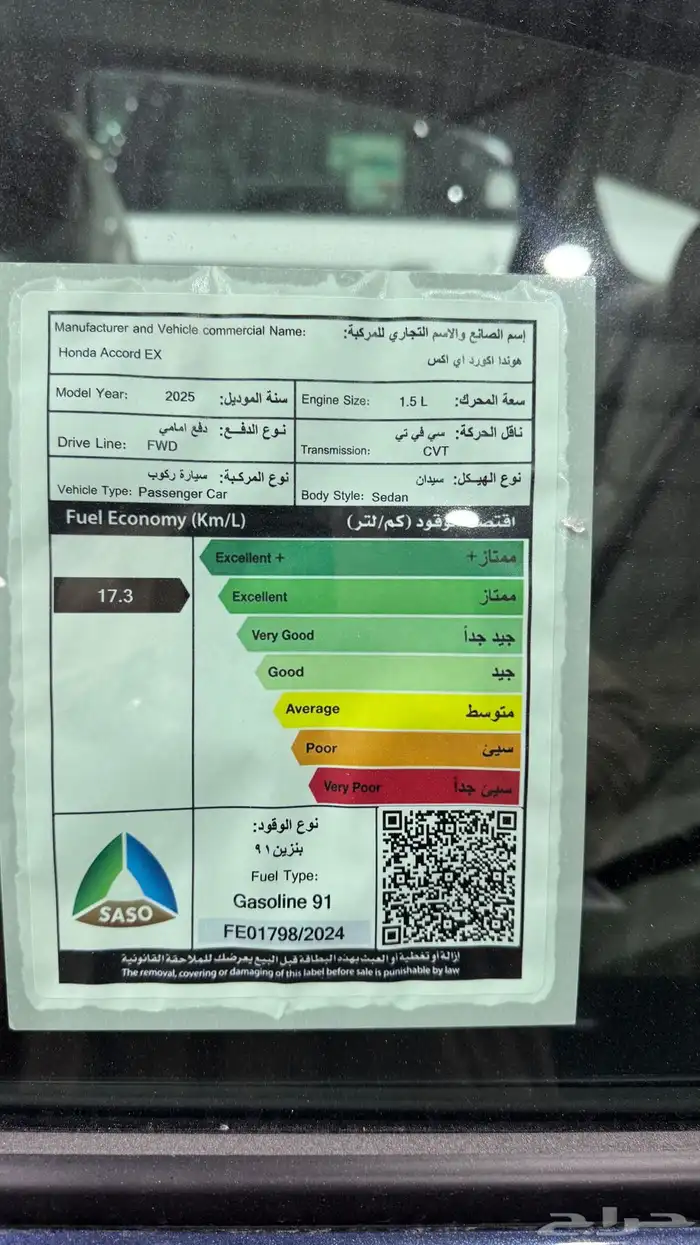 Manufacturer and Vehicle commercial Name: إسم الصانع والاسم التجاري للمركبة:
Honda Accord EX هوندا اكورد اي اكس
Model Year: 2025 سنة الموديل:
Engine Size: 1.5 L سعة المحرك:
نوع الدفع: دفع امامي
Drive Line: FWD
ناقل الحركة: سي في تي
Transmission: CVT
نوع المركبة: سيارة ركوب
Vehicle Type: Passenger Car
نوع الهيكل: سيدان
Body Style: Sedan
Fuel Economy (Km/L) وقود (كم/لتر)
Excellent + ممتاز+
17.3
Excellent ممتاز
Very Good جيد جداً
Good جيد
Average متوسط
Poor سيئ
Very Poor سيئ جداً
SASO
نوع الوقود:
بنزين ٩١
Fuel Type:
Gasoline 91
FE01798/2024
إزالة أو تغطية أو العبث بهذه البطاقة قبل البيع يعرضك للملاحقة القانونية
The removal, covering or damaging of this label before sale is punishable by law
حراج